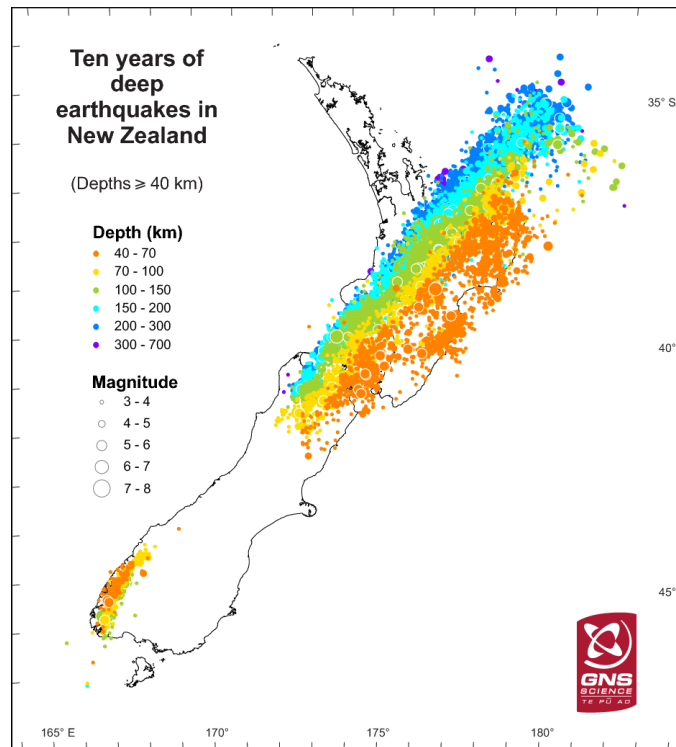 Ten years of
deep
earthquakes in
New Zealand
(Depths ≥ 40 km)
Depth (km)
40 - 70
70 - 100
100 - 150
150 - 200
200 - 300
300 - 700
Magnitude
3 - 4
4 - 5
5 - 6
6 - 7
7 - 8
35° S
40°
45°
165° E
170°
175°
180°
GNS
SCIENCE
TE PŪ AO